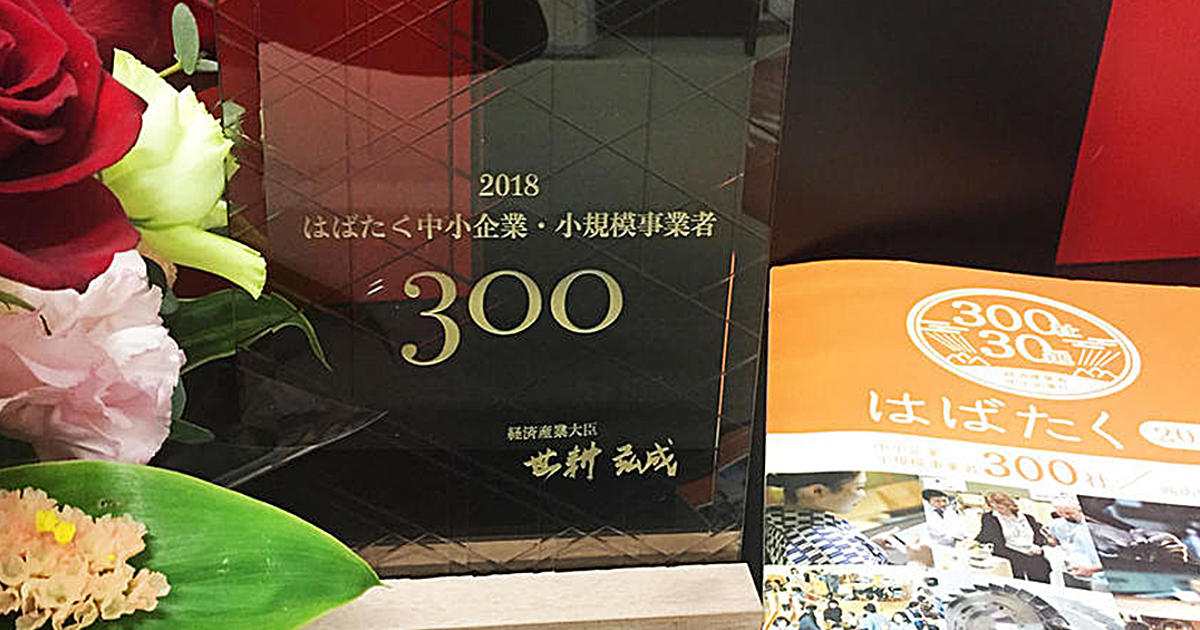 2018
はばたく中小企業・小規模事業者
300
経済産業大臣
世耕 弘成
300社
30選
はばたく 20
中小企業
小規模事業者300社/